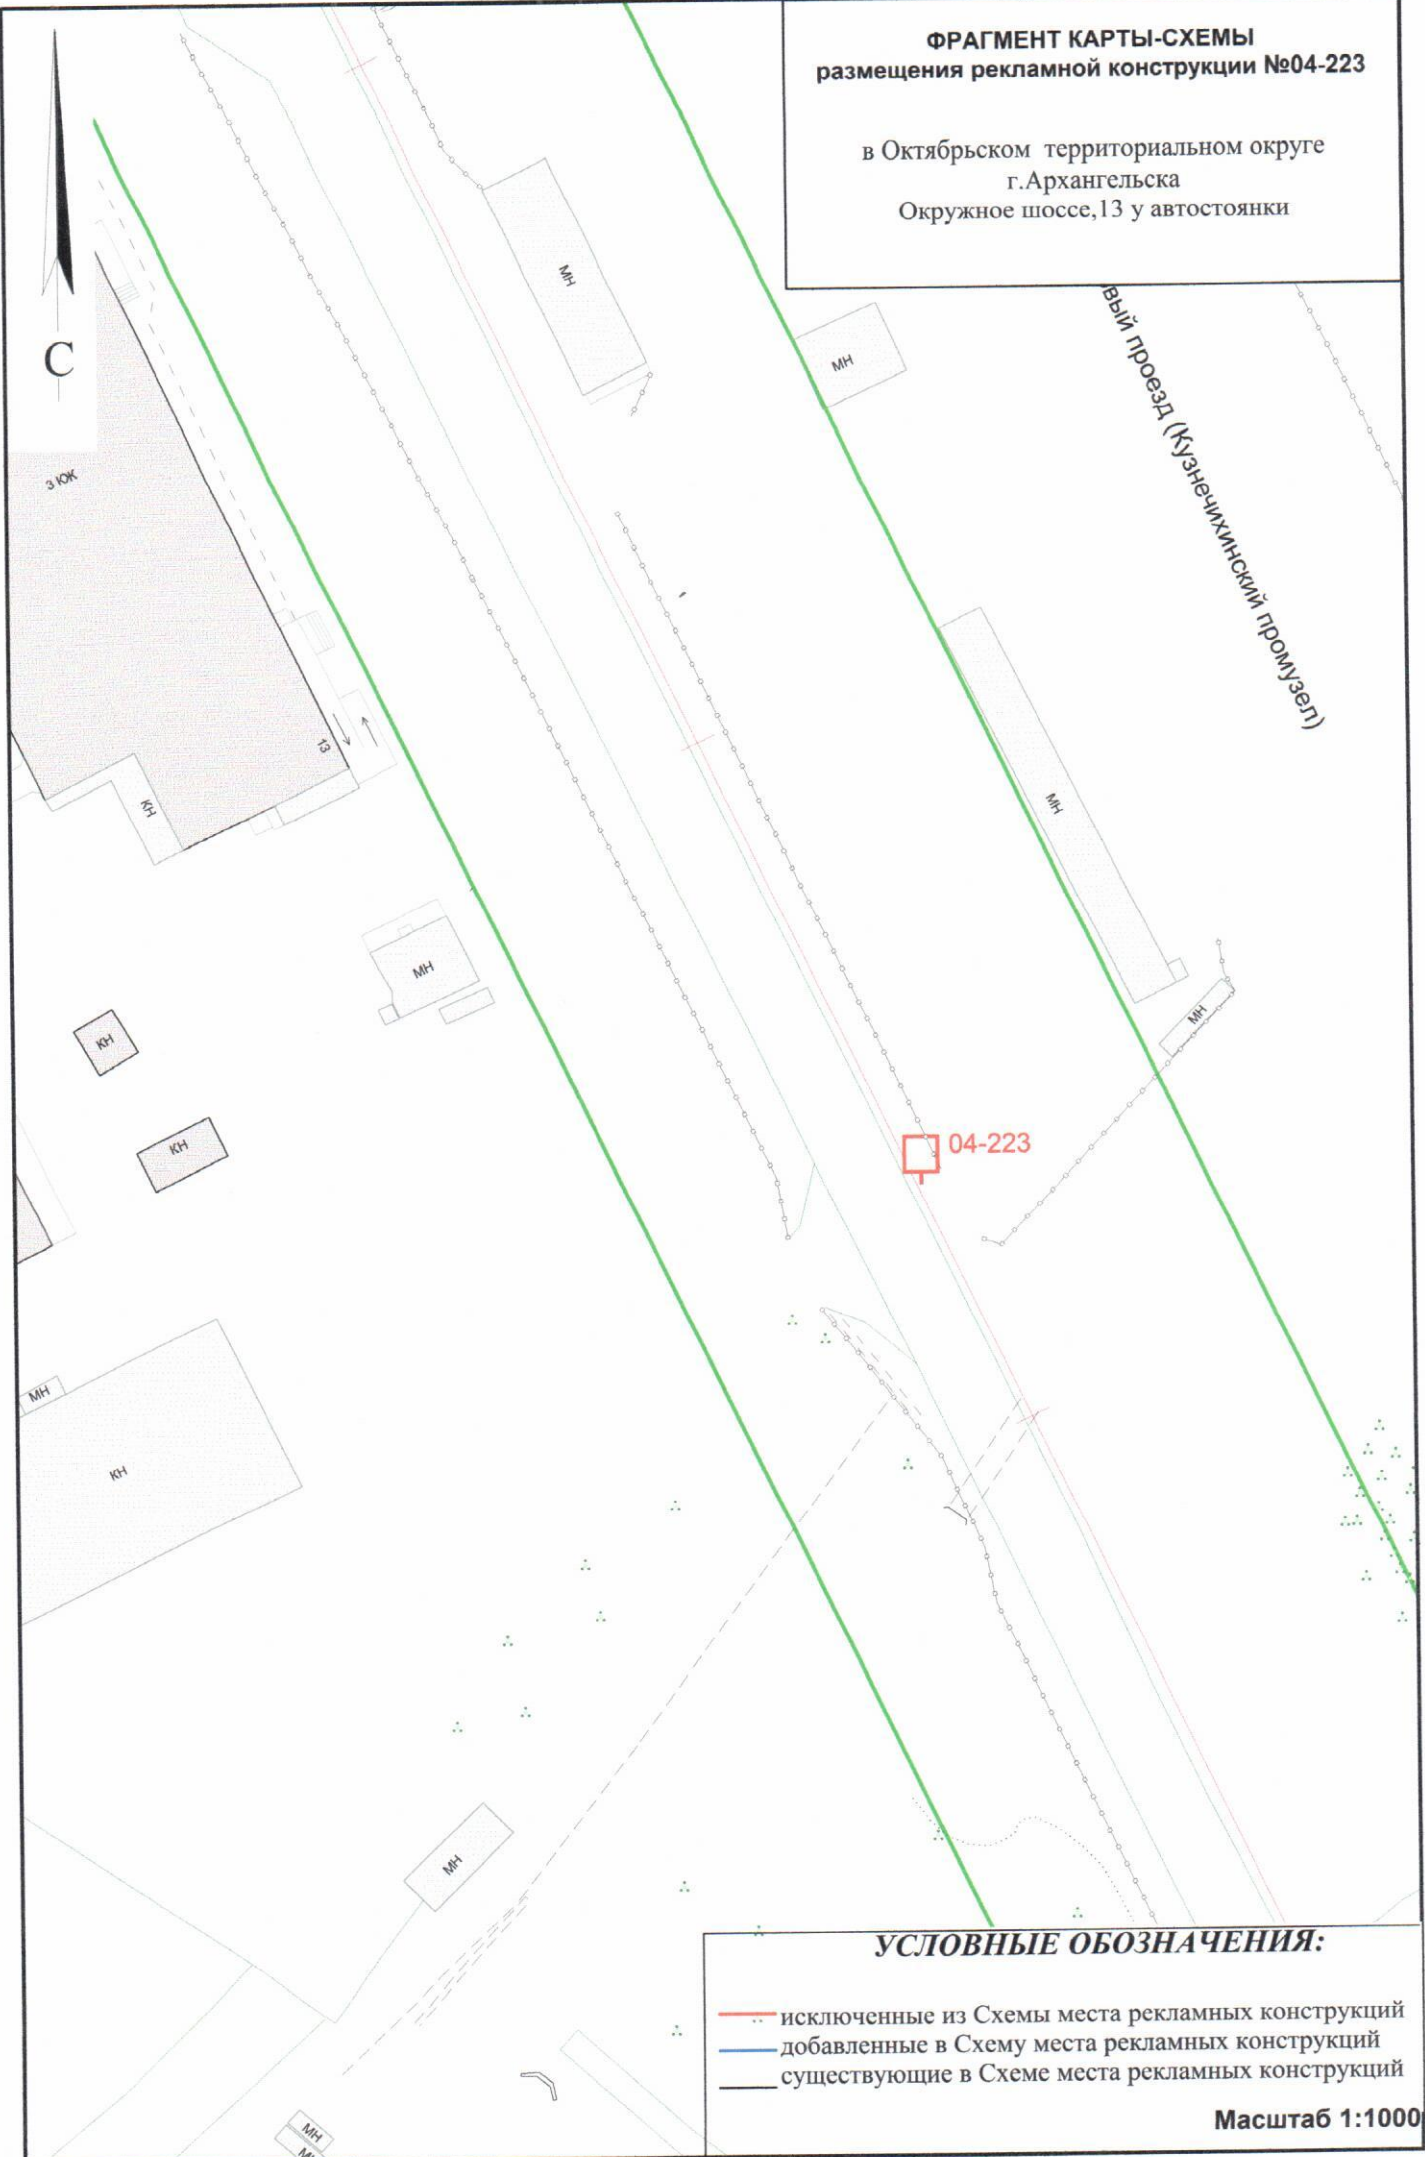 ФРАГМЕНТ КАРТЫ-СХЕМЫ
размещения рекламной конструкции №04-223
в Октябрьском территориальном округе
г.Архангельска
Окружное шоссе,13 у автостоянки
С
МН
МН
вый проезд (Кузнечихинский промузел)
3 ЮК
13
КН
МН
МН
МН
КН
КН
04-223
МН
КН
МН
УСЛОВНЫЕ ОБОЗНАЧЕНИЯ:
исключенные из Схемы места рекламных конструкций
добавленные в Схему места рекламных конструкций
существующие в Схеме места рекламных конструкций
Масштаб 1:1000
МН